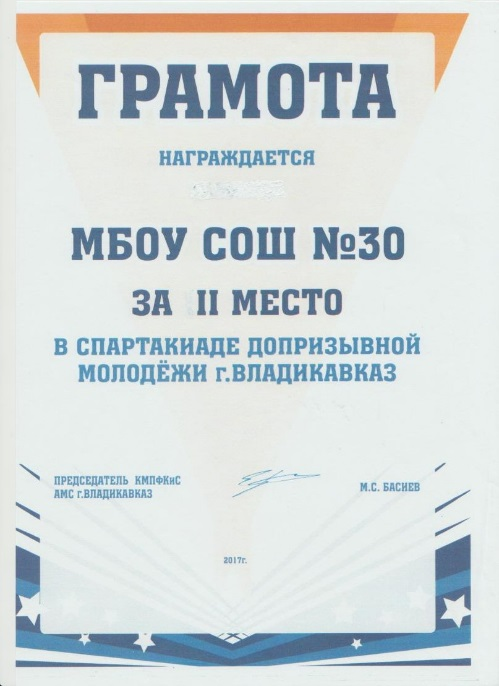 ГРАМОТА
НАГРАЖДАЕТСЯ
МБОУ СОШ №30
ЗА II МЕСТО
В СПАРТАКИАДЕ ДОПРИЗЫВНОЙ
МОЛОДЁЖИ г.ВЛАДИКАВКАЗ
ПРЕДСЕДАТЕЛЬ КМПФКиС
АМС г.ВЛАДИКАВКАЗ
М.С. БАСИЕВ
2017г.